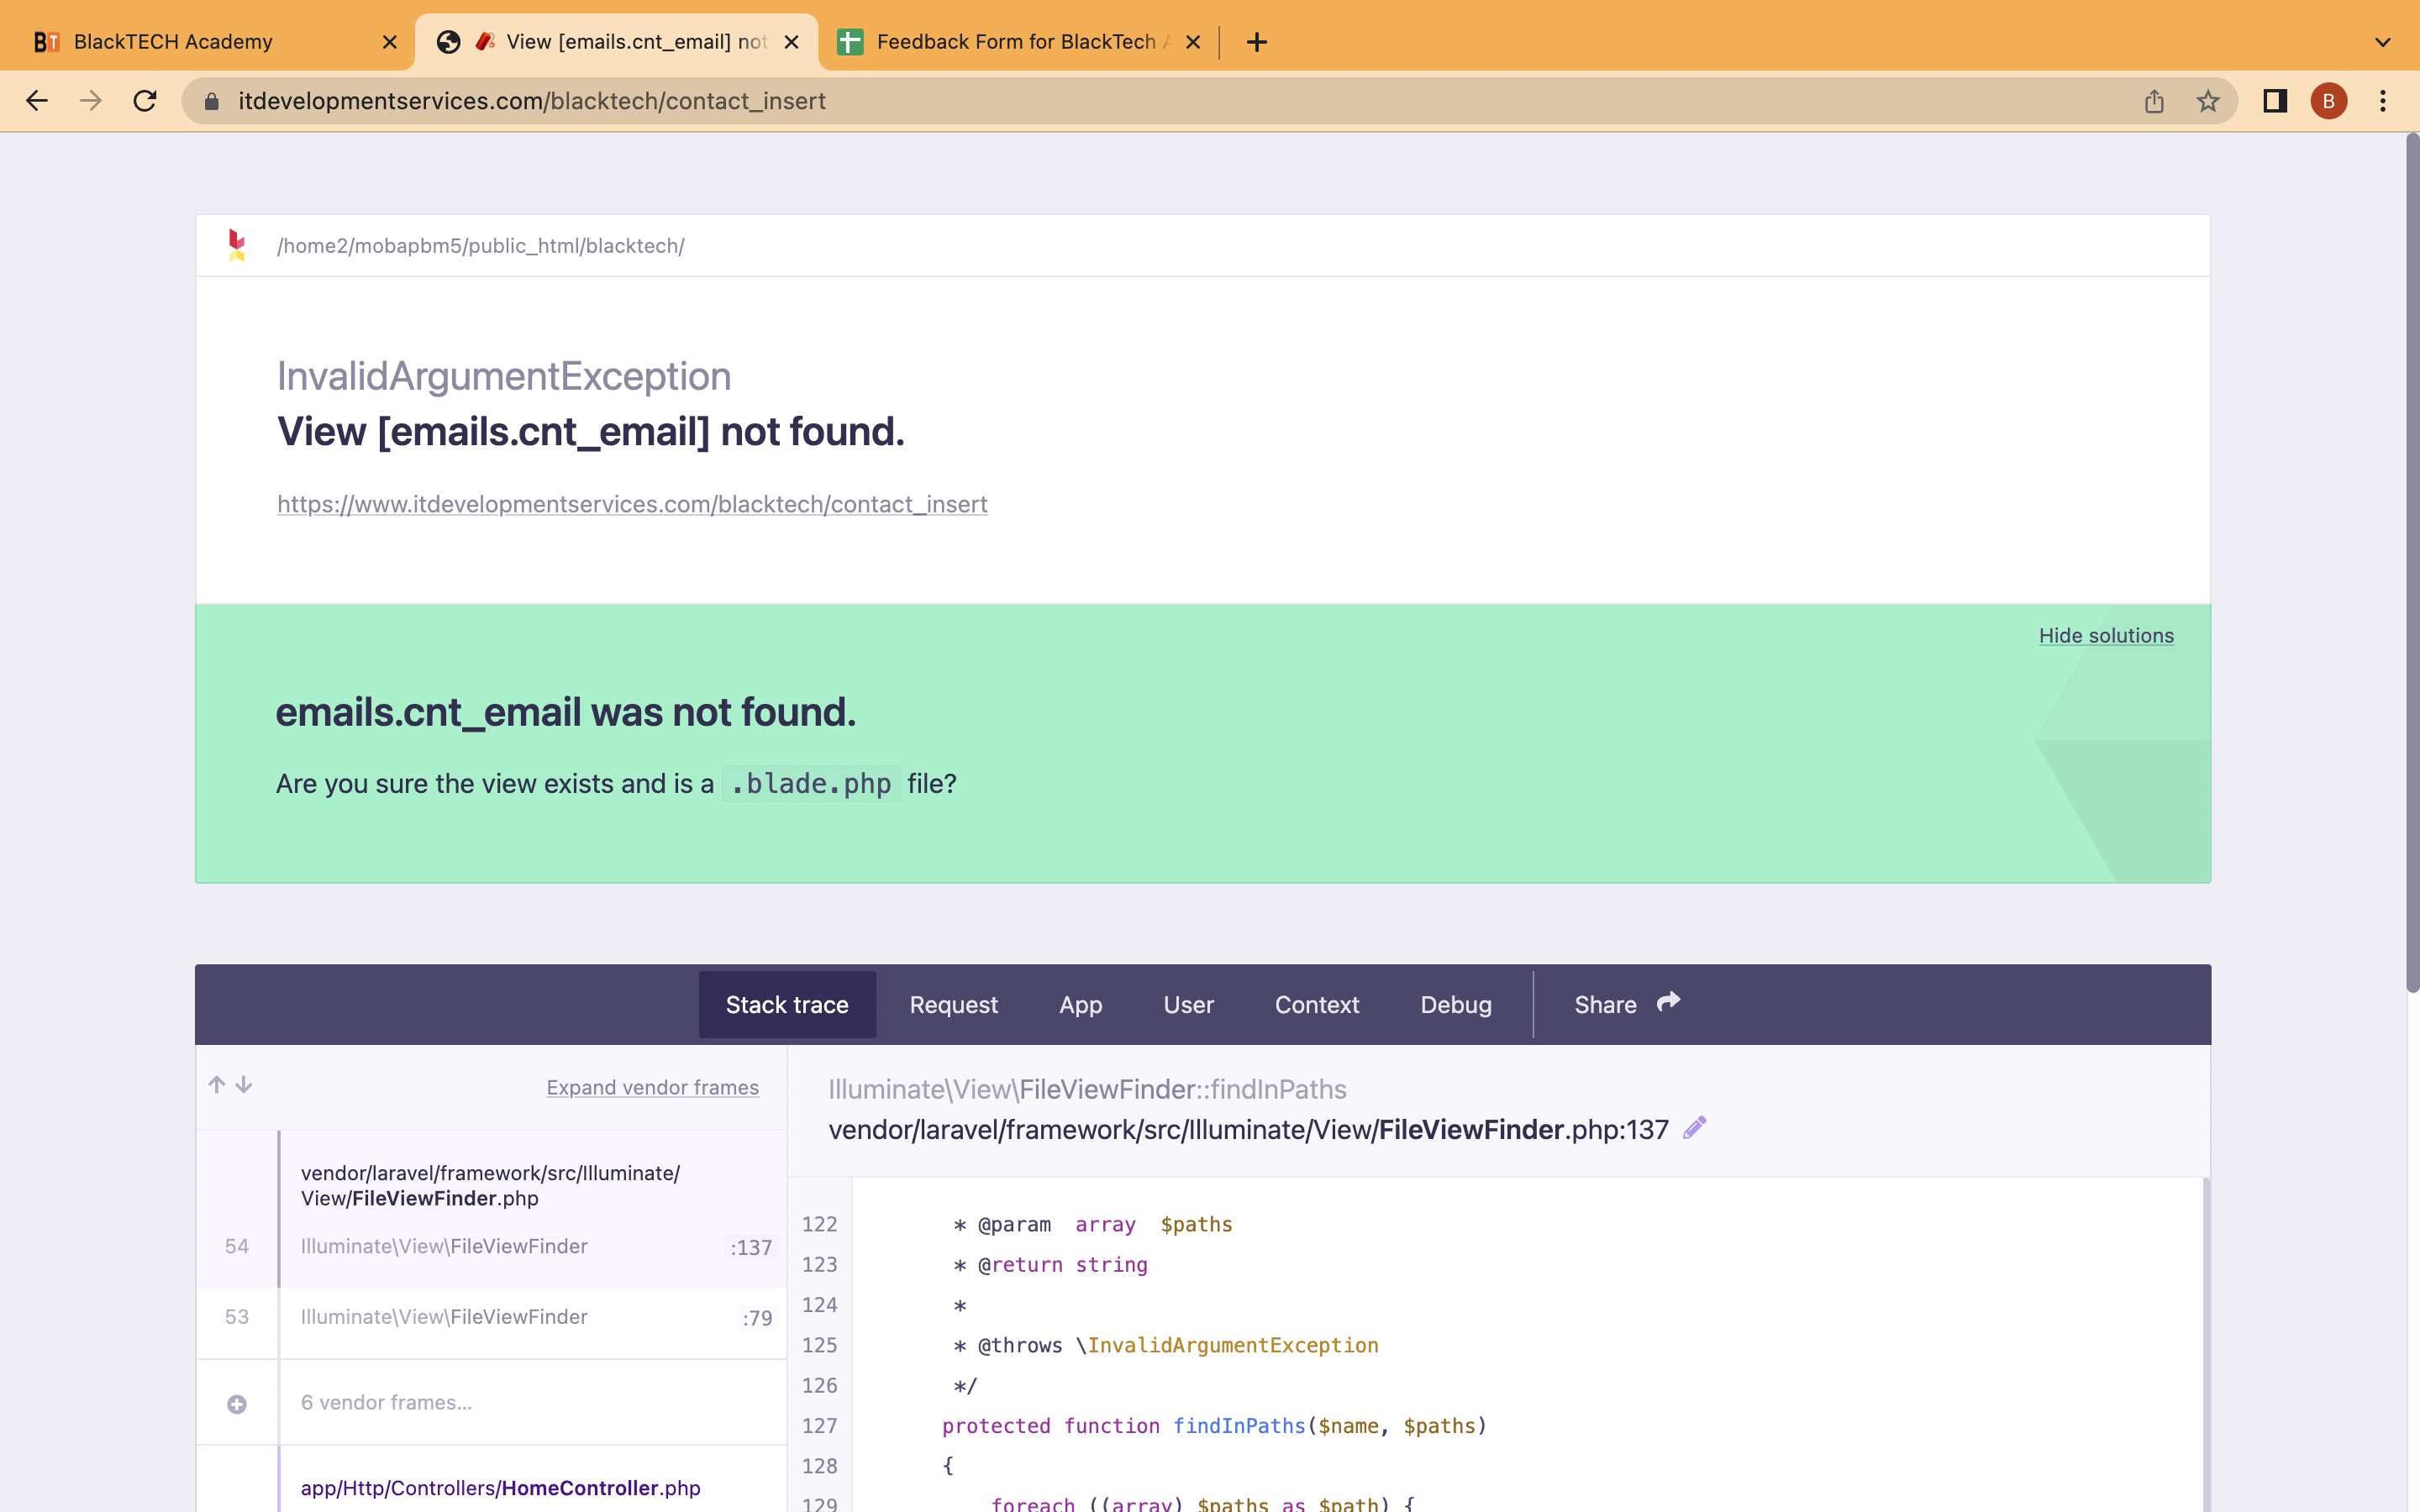 BT BlackTECH Academy
View [emails.cnt_email] not
Feedback Form for BlackTech A
itdevelopmentservices.com/blacktech/contact_insert
B
/home2/mobapbm5/public_html/blacktech/
InvalidArgumentException
View [emails.cnt_email] not found.
https://www.itdevelopmentservices.com/blacktech/contact_insert
Hide solutions
emails.cnt_email was not found.
Are you sure the view exists and is a .blade.php file?
Stack trace Request App User Context Debug Share
Expand vendor frames
vendor/laravel/framework/src/Illuminate/
View/FileViewFinder.php
54 Illuminate\View\FileViewFinder :137
53 Illuminate\View\FileViewFinder :79
6 vendor frames…
app/Http/Controllers/HomeController.php
Illuminate\View\FileViewFinder::findInPaths
vendor/laravel/framework/src/Illuminate/View/FileViewFinder.php:137
122 * @param  array  $paths
123 * @return string
124 *
125 * @throws \InvalidArgumentException
126 */
127 protected function findInPaths($name, $paths)
128 {
129 foreach ((array) $paths as $path) {